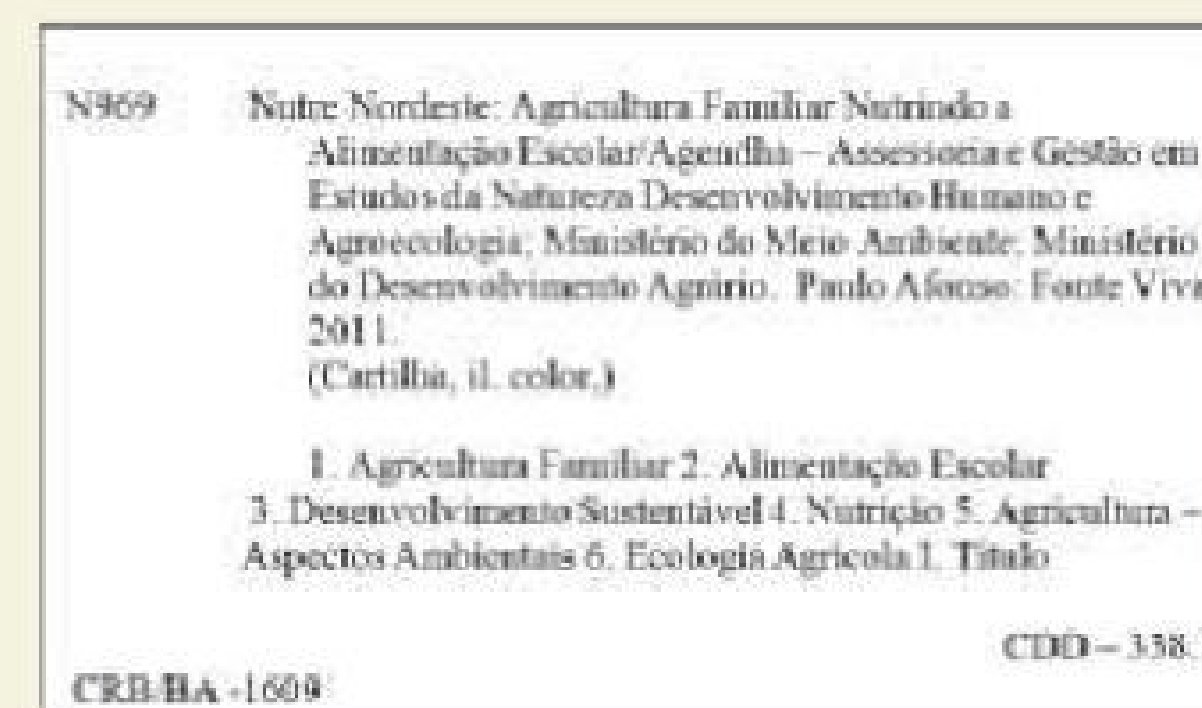 N969 Nutre Nordeste: Agricultura Familiar Nutrindo a
Alimentação Escolar/Agendha – Assessoria e Gestão em
Estudos da Natureza Desenvolvimento Humano e
Agroecologia; Ministério do Meio Ambiente; Ministério
do Desenvolvimento Agrário. Paulo Afonso: Fonte Viva
2011.
(Cartilha, il. color.)
1. Agricultura Familiar 2. Alimentação Escolar
3. Desenvolvimento Sustentável 4. Nutrição 5. Agricultura –
Aspectos Ambientais 6. Ecologia Agrícola I. Título
CDD – 338.
CRB/BA -1609